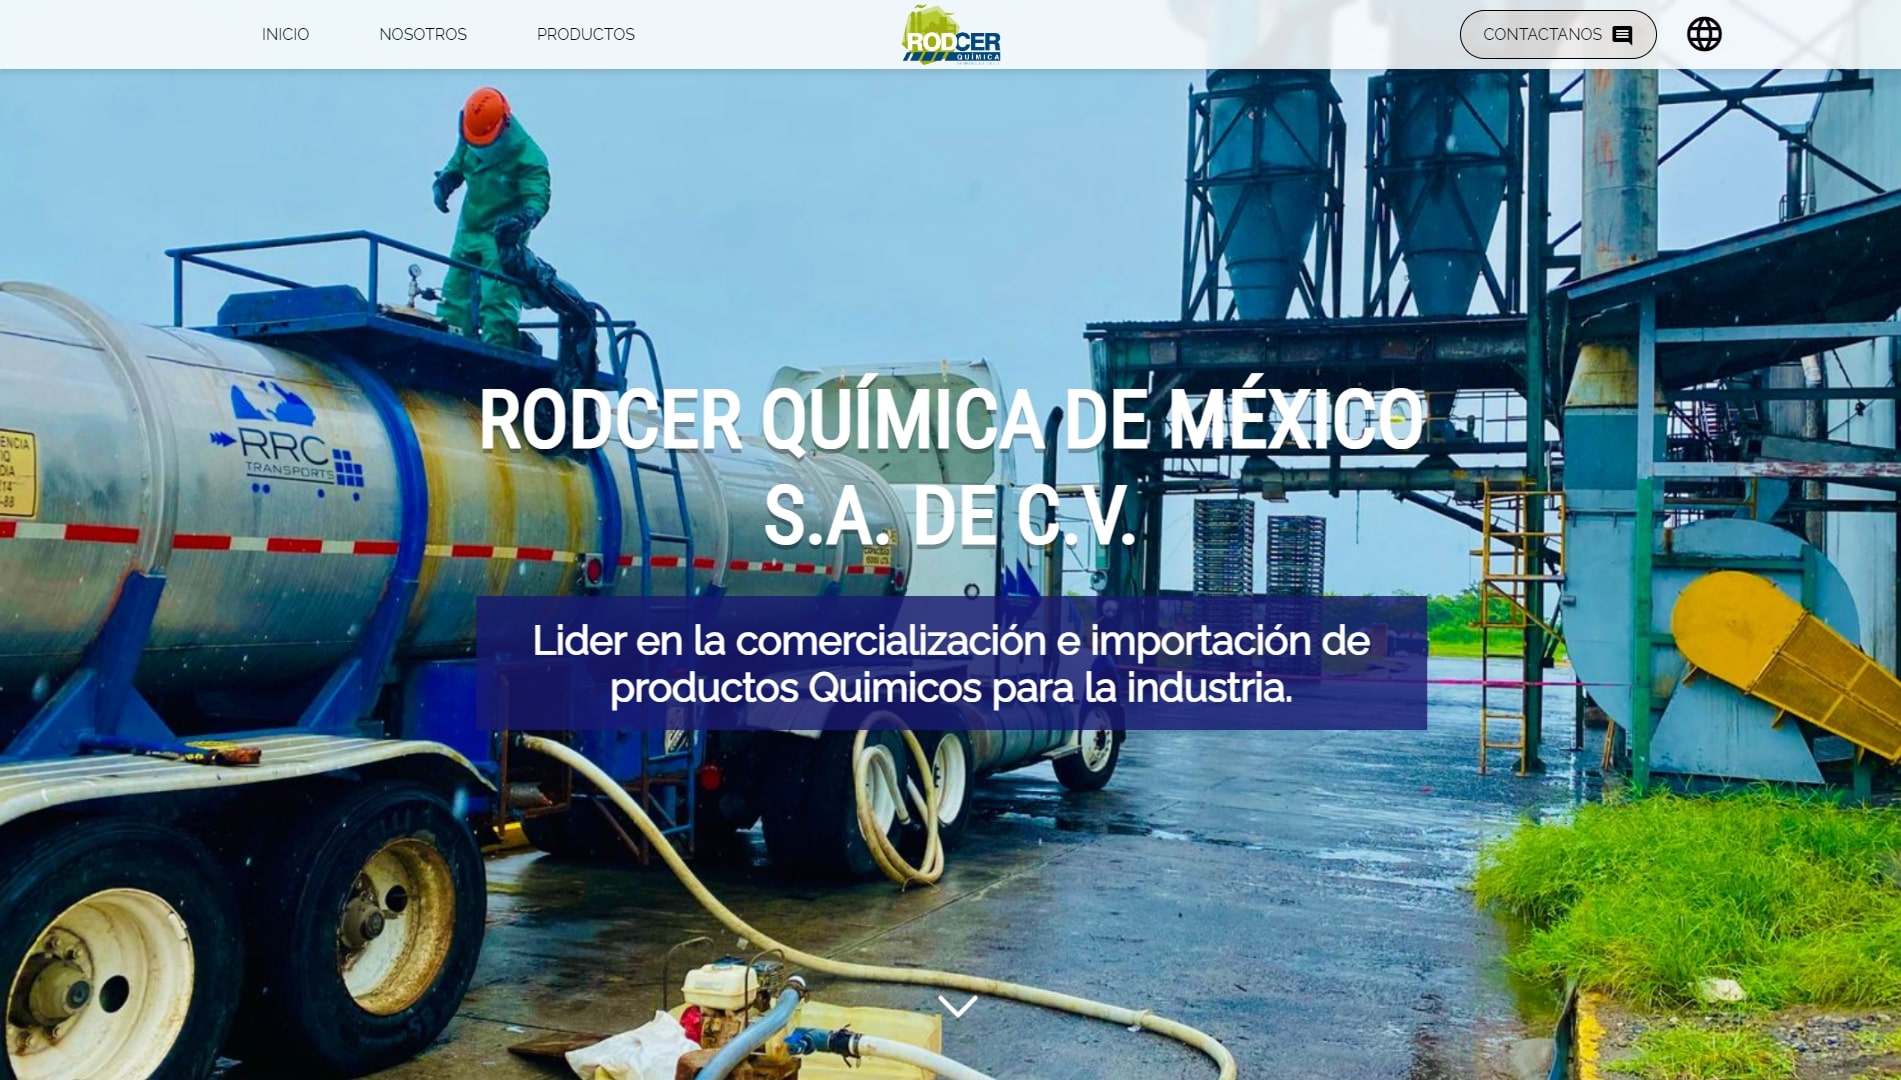 INICIO
NOSOTROS
PRODUCTOS
RODCER
QUÍMICA
CONTACTANOS
RRC
TRANSPORTS
RODCER QUÍMICA DE MÉXICO
S.A. DE C.V.
Lider en la comercialización e importación de
productos Quimicos para la industria.